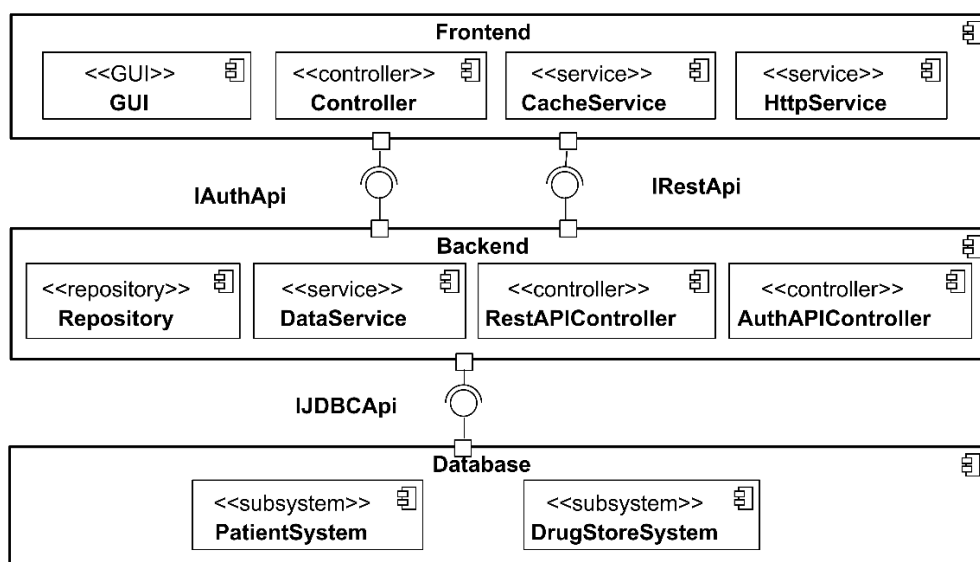 Frontend
<<GUI>>
GUI
<<controller>>
Controller
<<service>>
CacheService
<<service>>
HttpService
IAuthApi
IRestApi
Backend
<<repository>>
Repository
<<service>>
DataService
<<controller>>
RestAPIController
<<controller>>
AuthAPIController
IJDBCApi
Database
<<subsystem>>
PatientSystem
<<subsystem>>
DrugStoreSystem